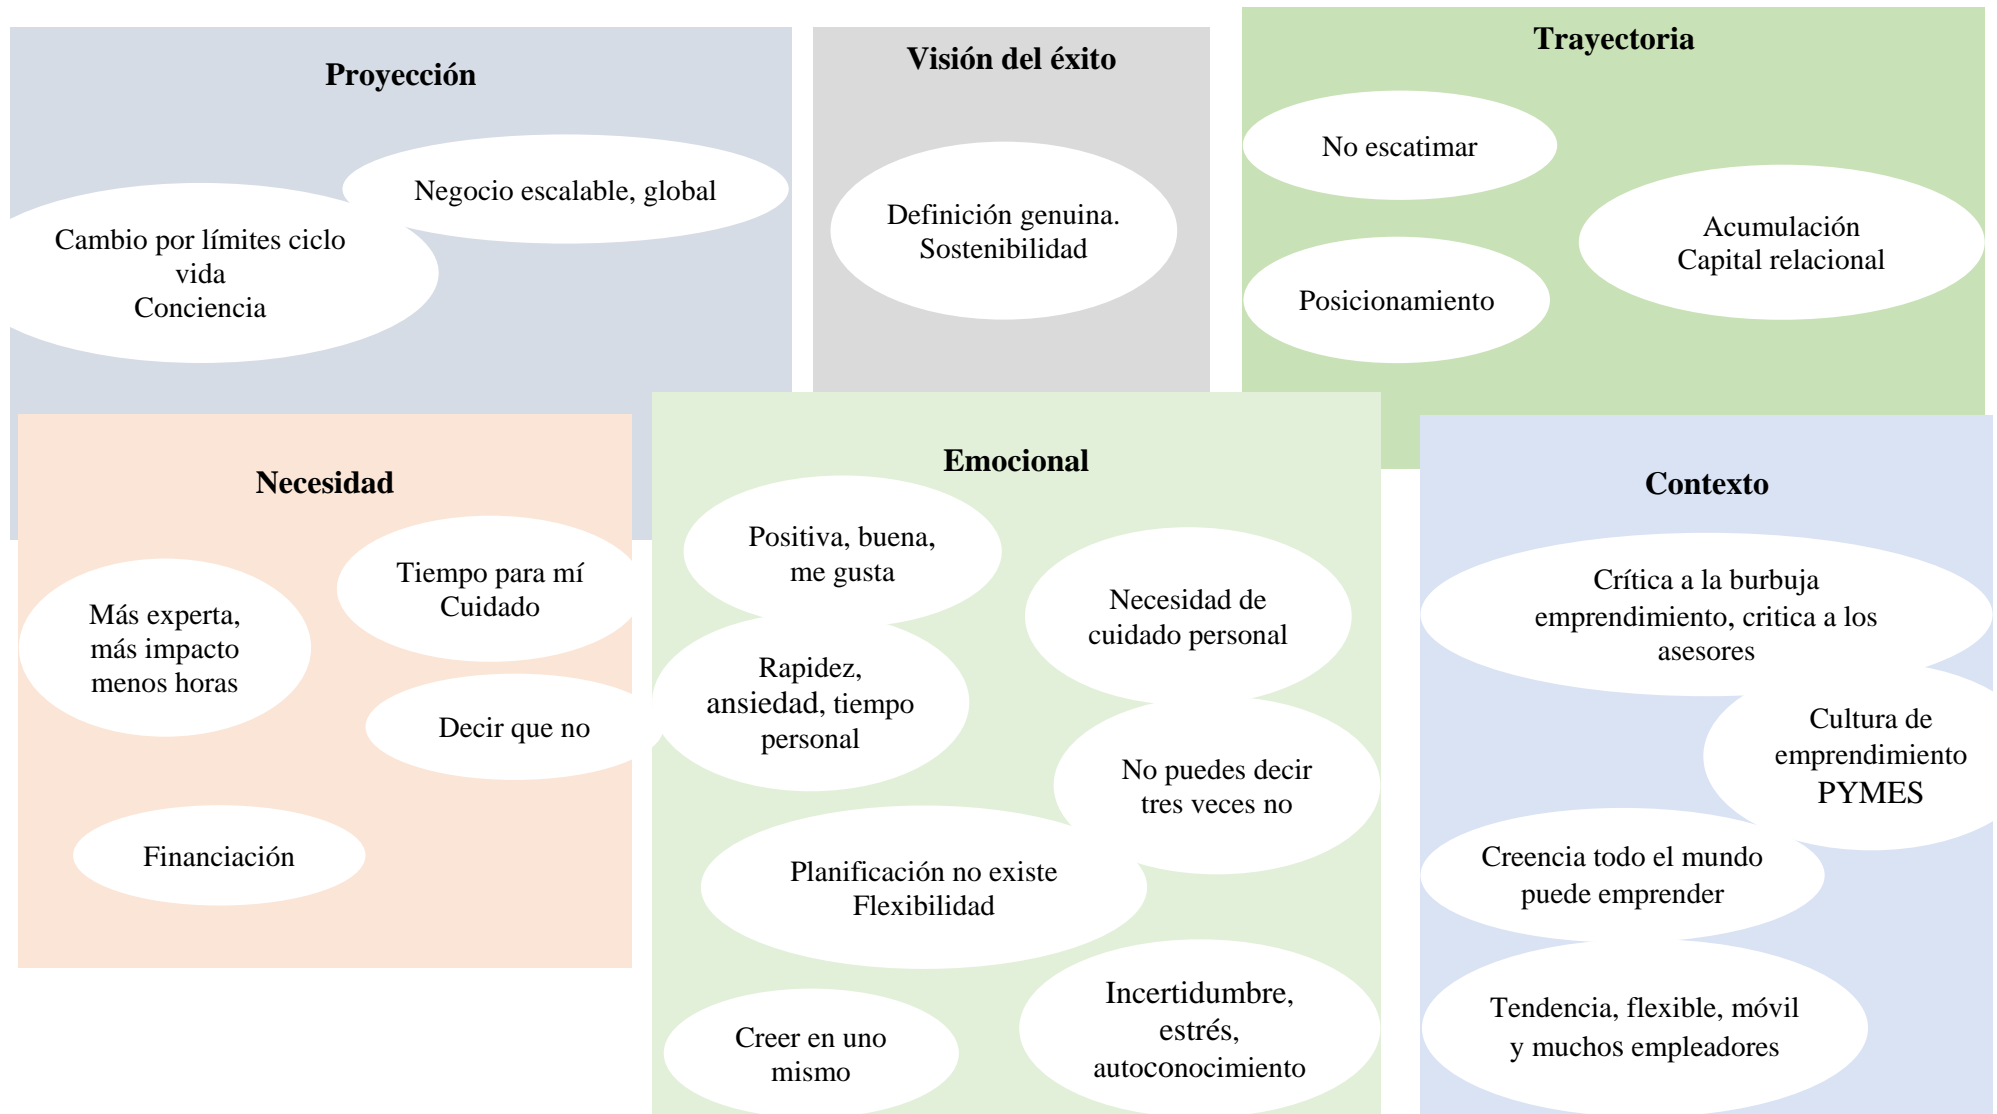 Proyección
Negocio escalable, global
Cambio por límites ciclo
vida
Conciencia
Visión del éxito
Definición genuina.
Sostenibilidad
Trayectoria
No escatimar
Acumulación
Capital relacional
Posicionamiento
Necesidad
Tiempo para mí
Cuidado
Más experta,
más impacto
menos horas
Decir que no
Financiación
Emocional
Positiva, buena,
me gusta
Necesidad de
cuidado personal
Rapidez,
ansiedad, tiempo
personal
No puedes decir
tres veces no
Planificación no existe
Flexibilidad
Incertidumbre,
estrés,
autoconocimiento
Creer en uno
mismo
Contexto
Crítica a la burbuja
emprendimiento, critica a los
asesores
Cultura de
emprendimiento
PYMES
Creencia todo el mundo
puede emprender
Tendencia, flexible, móvil
y muchos empleadores